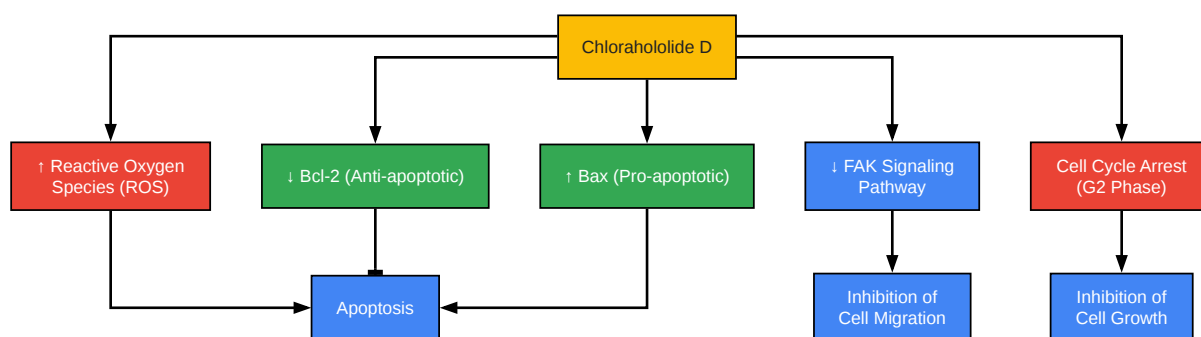 Chlorahololide D
↑ Reactive Oxygen
Species (ROS)
↓ Bcl-2 (Anti-apoptotic)
↑ Bax (Pro-apoptotic)
↓ FAK Signaling
Pathway
Cell Cycle Arrest
(G2 Phase)
Apoptosis
Inhibition of
Cell Migration
Inhibition of
Cell Growth